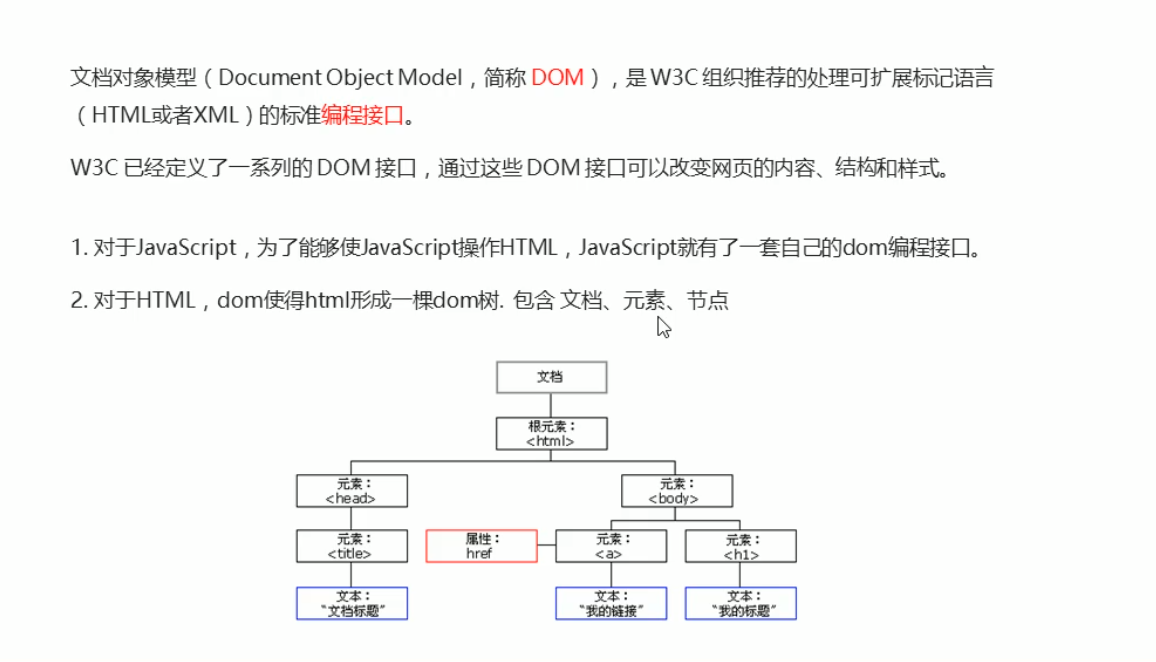 文档对象模型（Document Object Model，简称 DOM），是 W3C 组织推荐的处理可扩展标记语言
（HTML或者XML）的标准编程接口。
W3C 已经定义了一系列的 DOM 接口，通过这些 DOM 接口可以改变网页的内容、结构和样式。
1. 对于JavaScript，为了能够使JavaScript操作HTML，JavaScript就有了一套自己的dom编程接口。
2. 对于HTML，dom使得html形成一棵dom树. 包含 文档、元素、节点
文档
根元素：
<html>
元素：
<head>
元素：
<body>
元素：
<title>
属性：
href
元素：
<a>
元素：
<h1>
文本：
“文档标题”
文本：
“我的链接”
文本：
“我的标题”